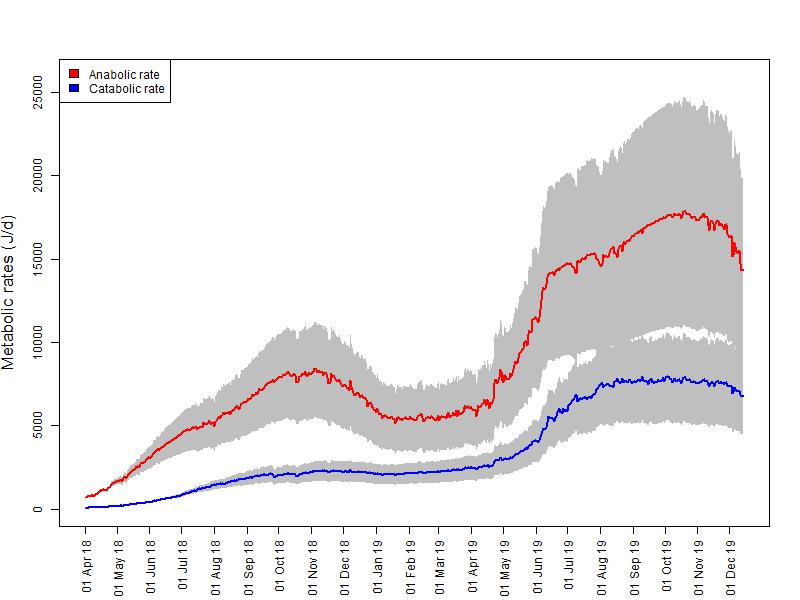 Anabolic rate
Catabolic rate
Metabolic rates (J/d)
25000
20000
15000
10000
5000
0
01 Apr 18
01 May 18
01 Jun 18
01 Jul 18
01 Aug 18
01 Sep 18
01 Oct 18
01 Nov 18
01 Dec 18
01 Jan 19
01 Feb 19
01 Mar 19
01 Apr 19
01 May 19
01 Jun 19
01 Jul 19
01 Aug 19
01 Sep 19
01 Oct 19
01 Nov 19
01 Dec 19